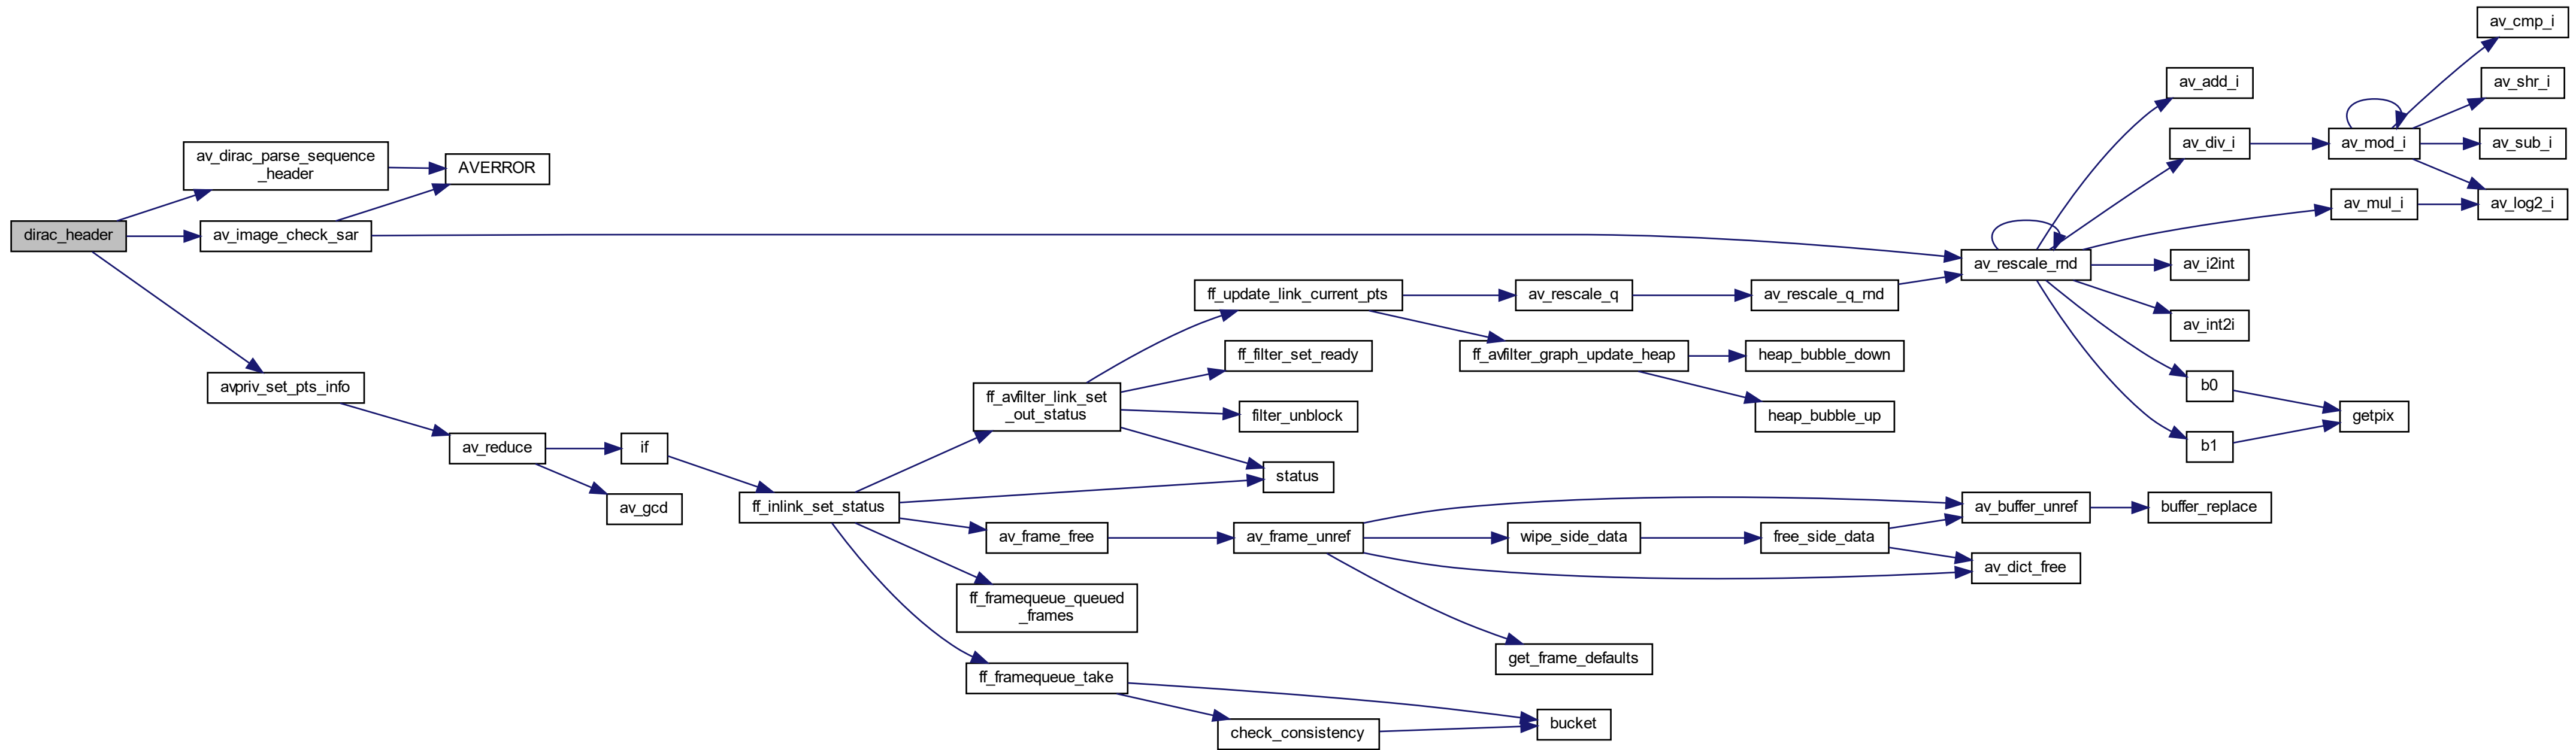 dirac_header
av_dirac_parse_sequence
_header
av_image_check_sar
avpriv_set_pts_info
AVERROR
av_reduce
if
av_gcd
ff_inlink_set_status
ff_avfilter_link_set
_out_status
av_frame_free
ff_framequeue_queued
_frames
ff_framequeue_take
ff_update_link_current_pts
ff_filter_set_ready
filter_unblock
status
av_frame_unref
check_consistency
av_rescale_q
ff_avfilter_graph_update_heap
wipe_side_data
get_frame_defaults
bucket
av_rescale_q_rnd
heap_bubble_down
heap_bubble_up
free_side_data
av_rescale_rnd
av_buffer_unref
av_dict_free
av_add_i
av_div_i
av_i2int
av_int2i
b0
b1
buffer_replace
av_mod_i
av_mul_i
getpix
av_cmp_i
av_shr_i
av_sub_i
av_log2_i